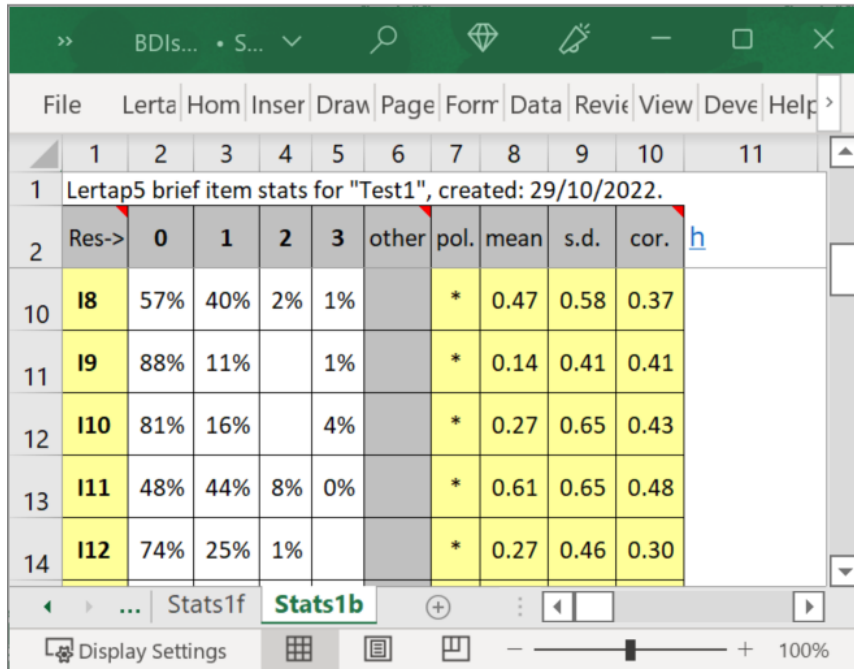 BDIs... • S...
File Lerta Hom Inser Draw Page Form Data Revie View Deve Help
1 2 3 4 5 6 7 8 9 10 11
1 Lertap5 brief item stats for "Test1", created: 29/10/2022.
2 Res-> 0 1 2 3 other pol. mean s.d. cor. h
10 I8 57% 40% 2% 1% * 0.47 0.58 0.37
11 I9 88% 11% 1% * 0.14 0.41 0.41
12 I10 81% 16% 4% * 0.27 0.65 0.43
13 I11 48% 44% 8% 0% * 0.61 0.65 0.48
14 I12 74% 25% 1% * 0.27 0.46 0.30
... Stats1f Stats1b
Display Settings 100%